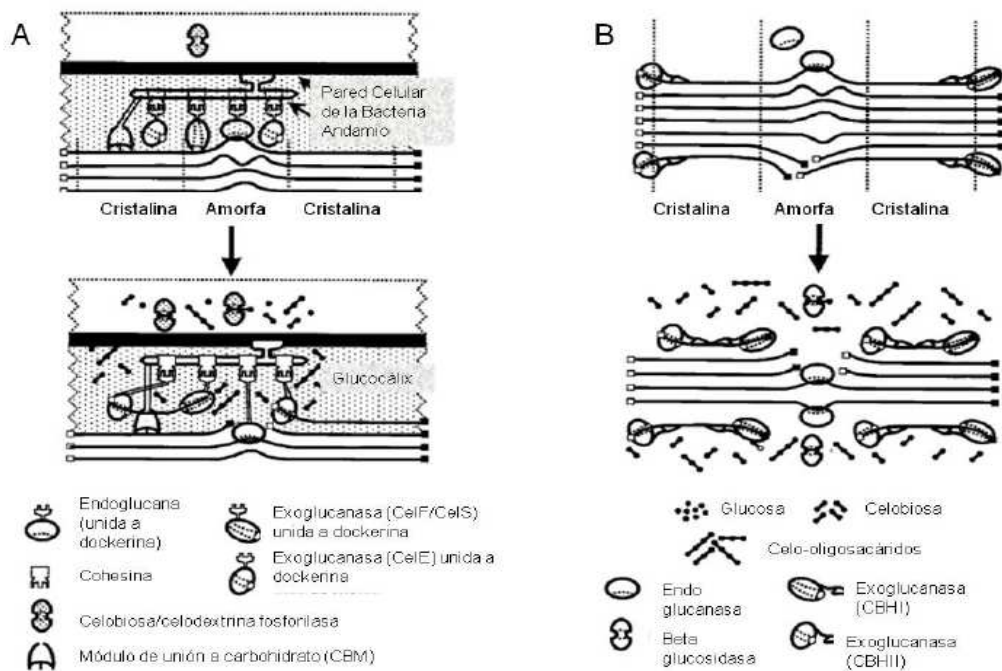 A
Pared Celular
de la Bacteria
Andamio
Cristalina Amorfa Cristalina
Glucocálix
Endoglucana
(unida a
dockerina)
Exoglucanasa (CelF/CelS)
unida a dockerina
Cohesina
Exoglucanasa (CelE) unida a
dockerina
Celobiosa/celodextrina fosforilasa
Módulo de unión a carbohidrato (CBM)
B
Cristalina Amorfa Cristalina
Glucosa
Celobiosa
Celo-oligosacáridos
Endo
glucanasa
Exoglucanasa
(CBHI)
Beta
glucosidasa
Exoglucanasa
(CBHII)